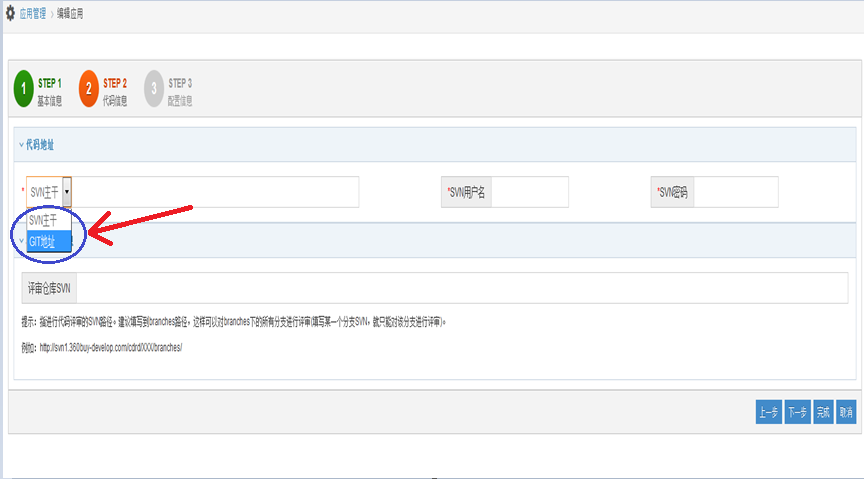 应用管理 > 编辑应用
1 STEP 1 2 STEP 2 3 STEP 3
基本信息 代码信息 配置信息
代码地址
* SVN主干 *SVN用户名 *SVN密码
SVN主干
GIT地址
评审仓库SVN
提示：指进行代码评审的SVN路径。建议填写到branches路径，这样可以对branches下的所有分支进行评审(填写某一个分支SVN，就只能对该分支进行评审)。
例如：http://svn1.360buy-develop.com/cdrd/XXX/branches/
上一步 下一步 完成 取消